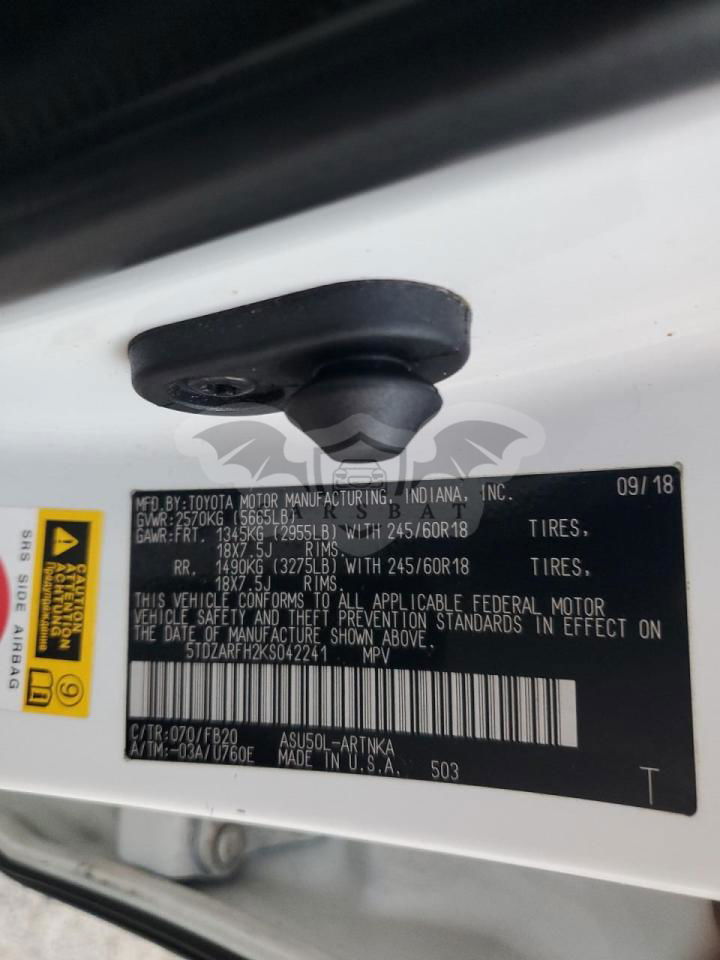 CARSBAT
MFD.BY:TOYOTA MOTOR MANUFACTURING, INDIANA, INC. 09/18
GVWR:2570KG (5665LB)
GAWR:FRT. 1345KG (2955LB) WITH 245/60R18 TIRES,
18X7.5J RIMS.
RR. 1490KG (3275LB) WITH 245/60R18 TIRES,
18X7.5J RIMS.
THIS VEHICLE CONFORMS TO ALL APPLICABLE FEDERAL MOTOR
VEHICLE SAFETY AND THEFT PREVENTION STANDARDS IN EFFECT ON
THE DATE OF MANUFACTURE SHOWN ABOVE.
5TDZARFH2KS042241 MPV
C/TR:070/FB20 ASU50L-ARTNKA
A/TM:-03A/U760E MADE IN U.S.A. 503
T
CAUTION
ATTENTION
ACHTUNG
9
SRS SIDE AIRBAG